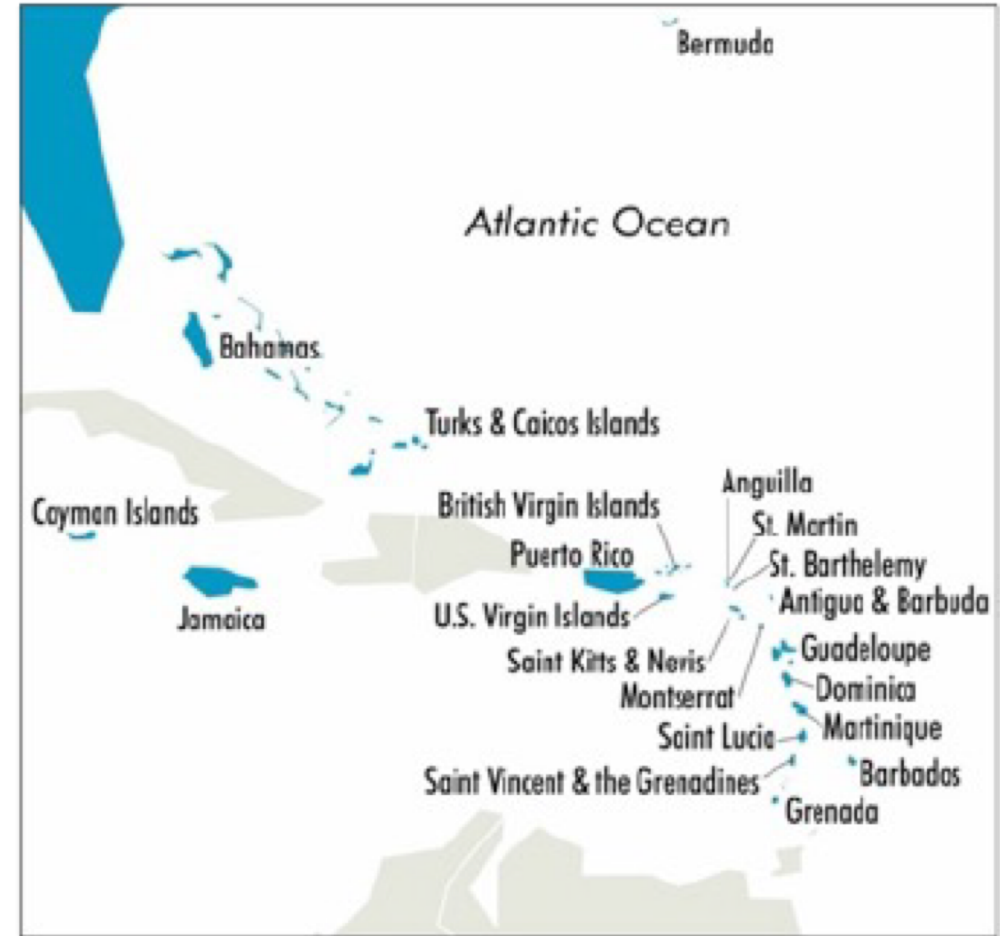 Bermuda
Atlantic Ocean
Bahamas
Turks & Caicos Islands
Anguilla
British Virgin Islands
Cayman Islands
St. Martin
Puerto Rico
St. Barthelemy
Antigua & Barbuda
Jamaica
U.S. Virgin Islands
Guadeloupe
Saint Kitts & Nevis
Dominica
Montserrat
Martinique
Saint Lucia
Barbados
Saint Vincent & the Grenadines
Grenada